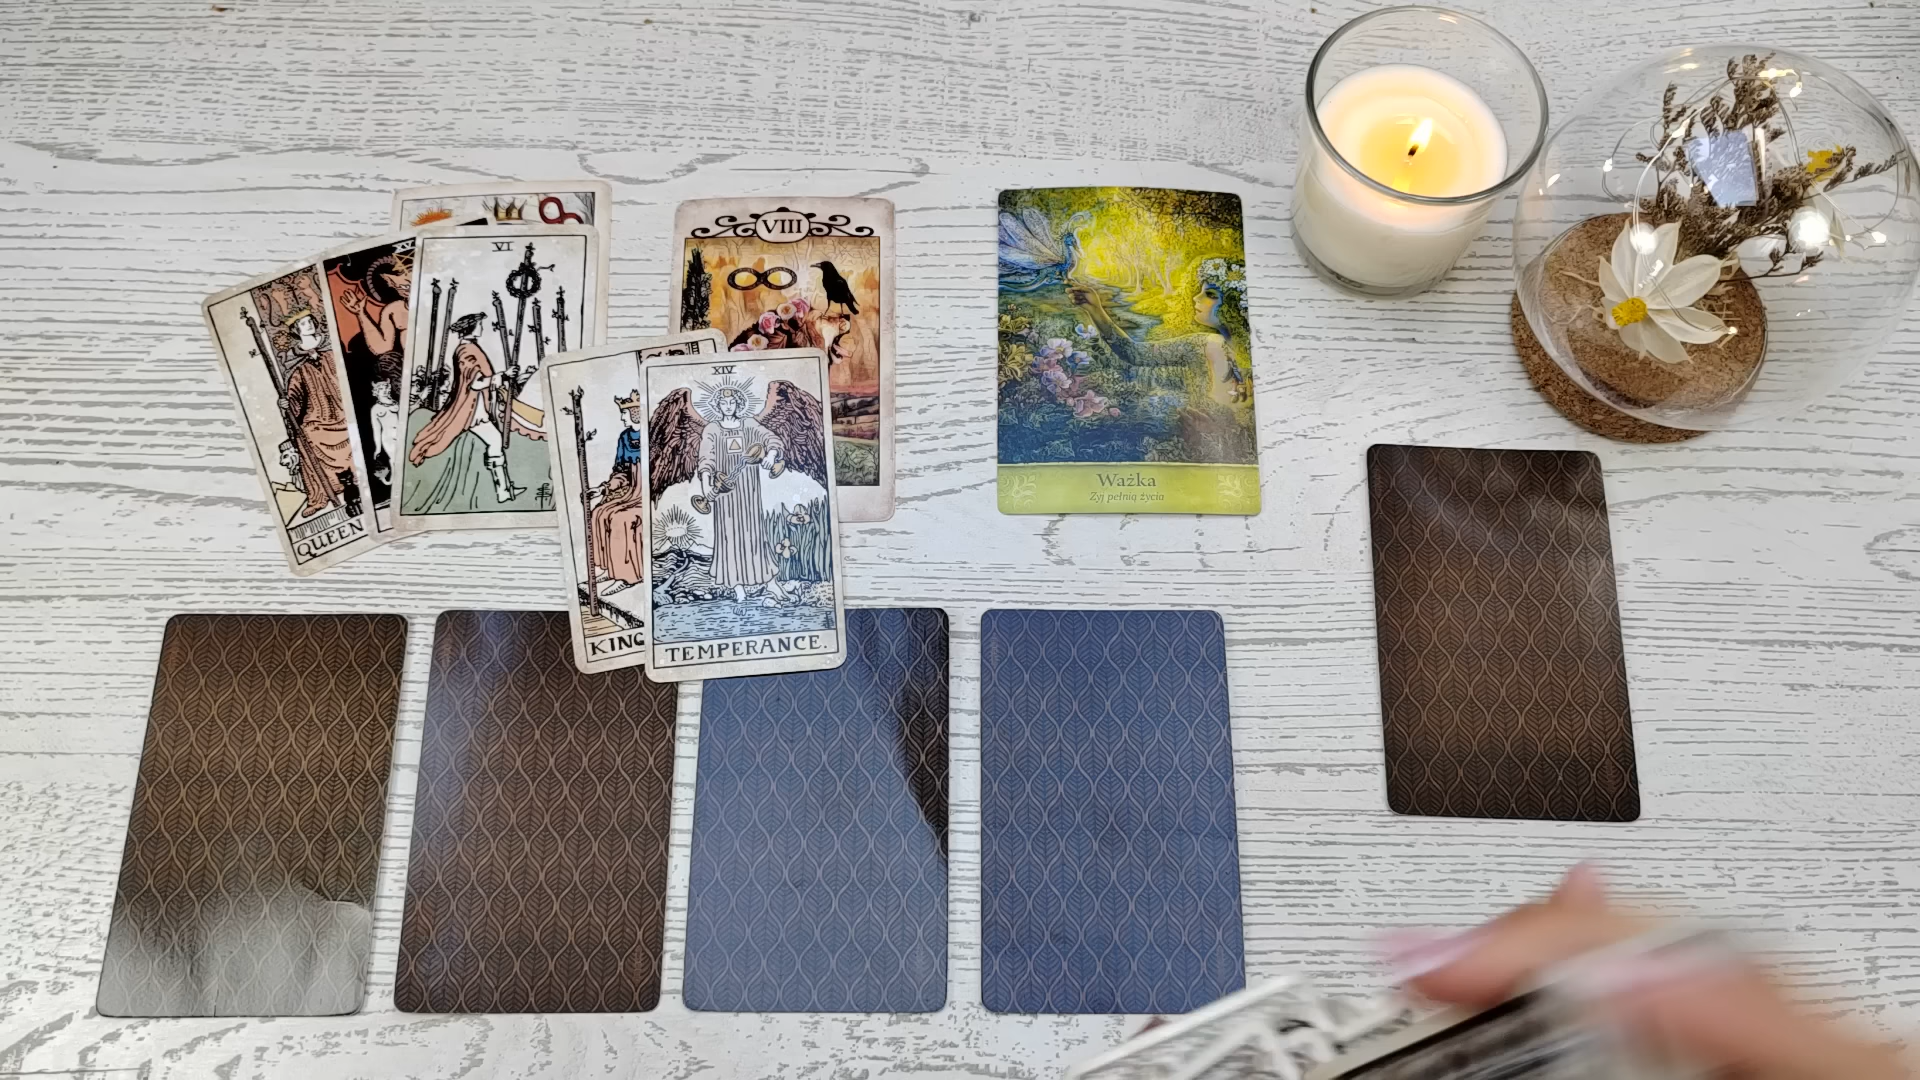 VI
QUEEN
VIII
XIV
KING
TEMPERANCE.
Ważka
Żyj pełnią życia